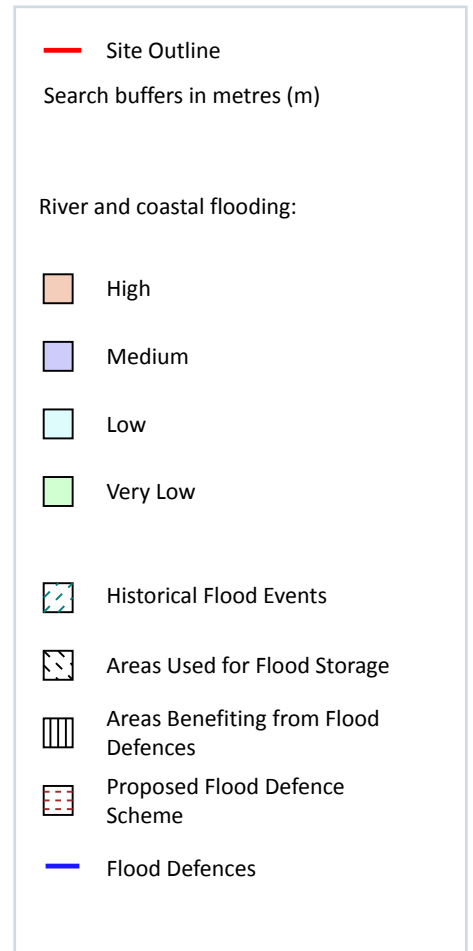 Site Outline
Search buffers in metres (m)
River and coastal flooding:
High
Medium
Low
Very Low
Historical Flood Events
Areas Used for Flood Storage
Areas Benefiting from Flood
Defences
Proposed Flood Defence
Scheme
Flood Defences